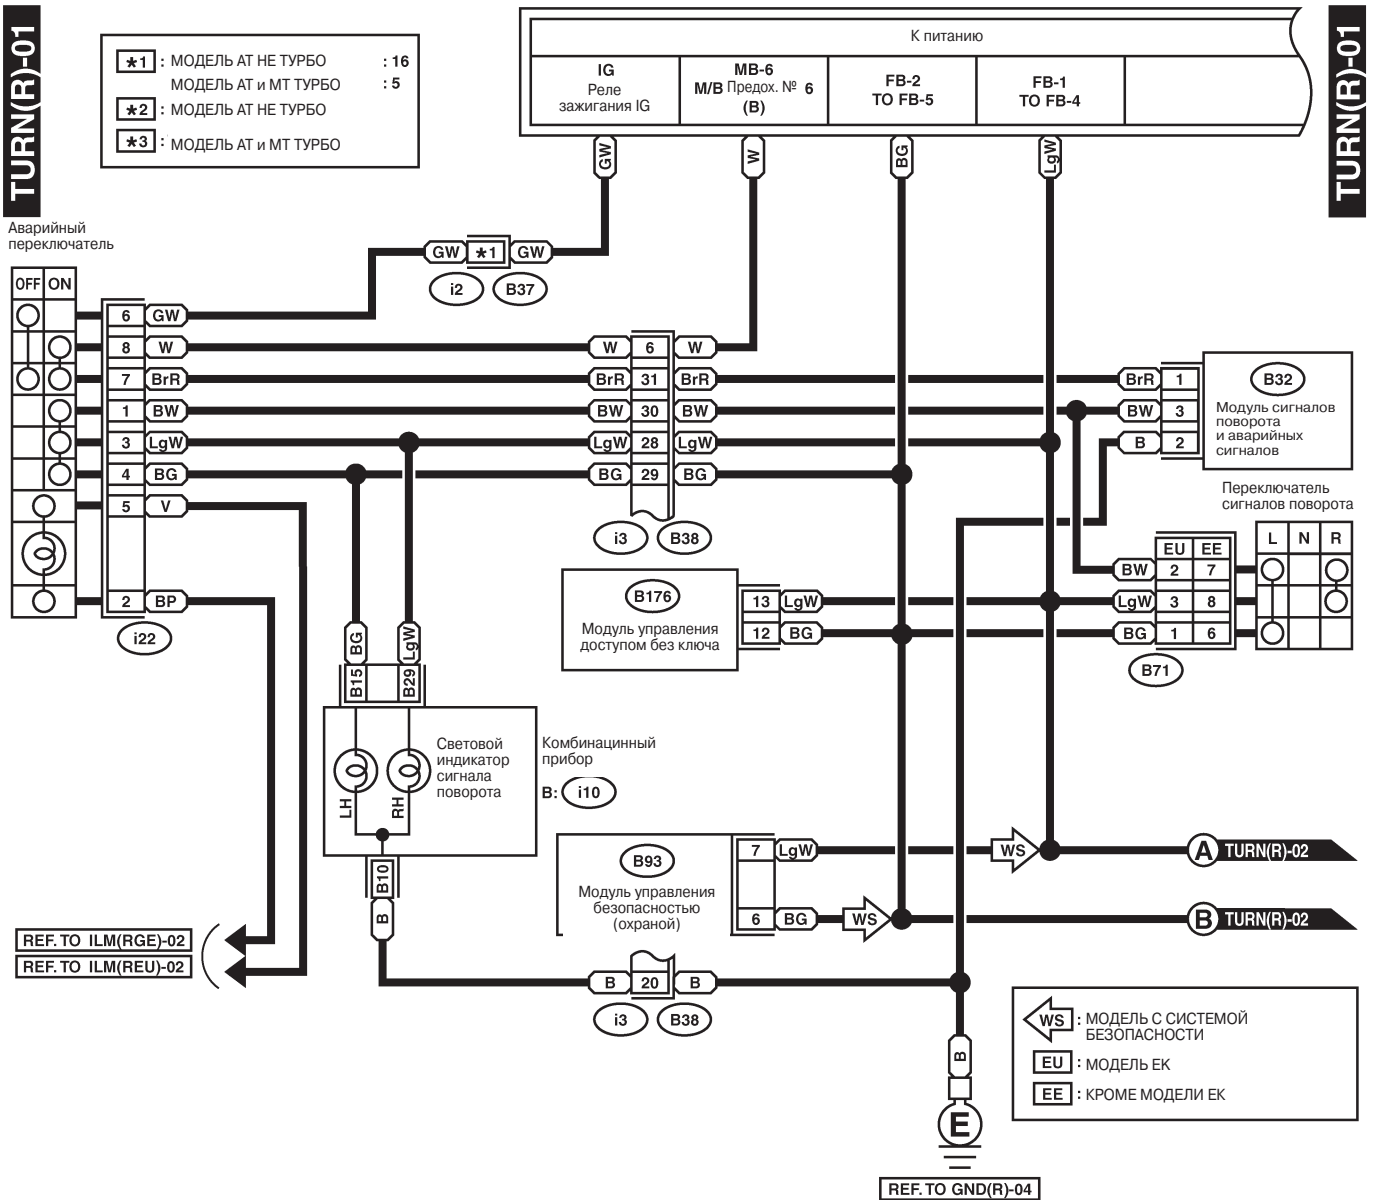 TURN(R)-01
TURN(R)-01
*1 : МОДЕЛЬ АТ НЕ ТУРБО : 16
МОДЕЛЬ АТ и МТ ТУРБО : 5
*2 : МОДЕЛЬ АТ НЕ ТУРБО
*3 : МОДЕЛЬ АТ и МТ ТУРБО
К питанию
IG
Реле
зажигания IG
MB-6
M/B Предох. № 6
(B)
FB-2
TO FB-5
FB-1
TO FB-4
GW
W
BG
LgW
Аварийный
переключатель
OFF ON
GW *1 GW
i2 B37
6 GW
8 W
W 6 W
7 BrR
BrR 31 BrR
BrR 1
1 BW
BW 30 BW
BW 3
3 LgW
LgW 28 LgW
B 2
4 BG
BG 29 BG
5 V
i3 B38
2 BP
i22
B32
Модуль сигналов
поворота
и аварийных
сигналов
Переключатель
сигналов поворота
L N R
EU EE
BW 2 7
LgW 3 8
BG 1 6
B71
B176
Модуль управления
доступом без ключа
13 LgW
12 BG
BG
LgW
B15
B29
Световой
индикатор
сигнала
поворота
LH
RH
Комбинацинный
прибор
B: i10
B10
B
B93
Модуль управления
безопасностью
(охраной)
7 LgW
6 BG
WS
WS
A TURN(R)-02
B TURN(R)-02
REF. TO ILM(RGE)-02
REF. TO ILM(REU)-02
B 20 B
i3 B38
WS : МОДЕЛЬ С СИСТЕМОЙ
БЕЗОПАСНОСТИ
EU : МОДЕЛЬ ЕК
EE : КРОМЕ МОДЕЛИ ЕК
B
E
REF. TO GND(R)-04